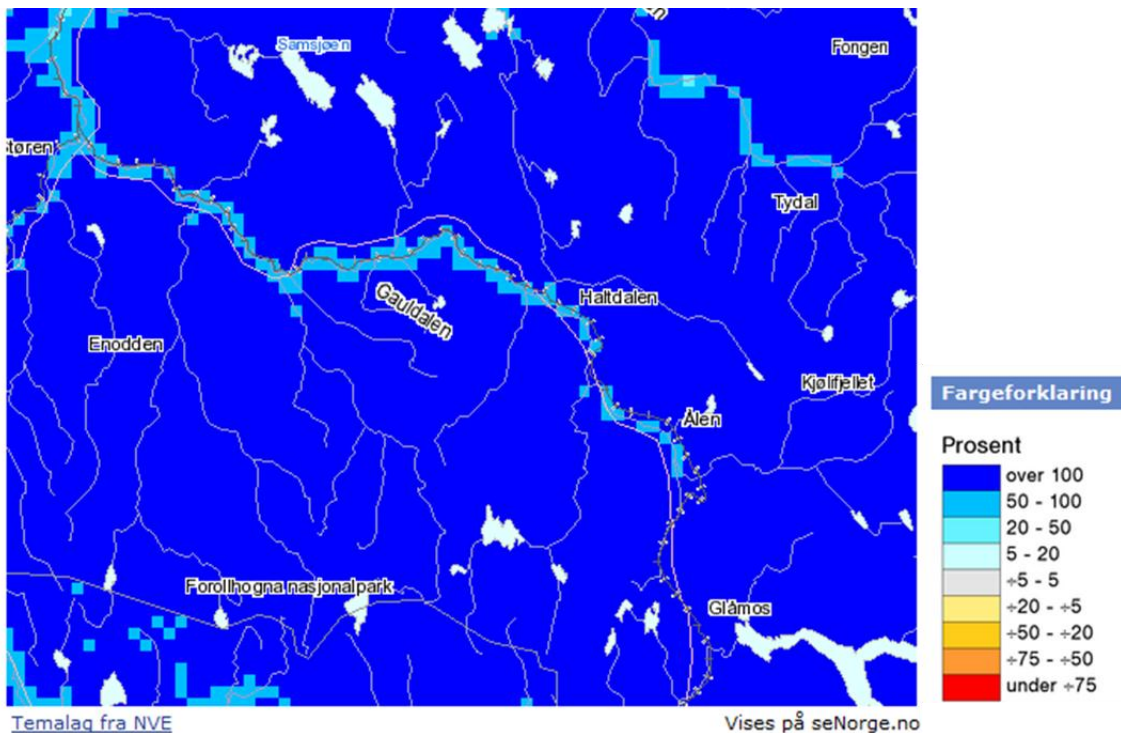 Samsjøen
Fongen
Støren
Tydal
Haltdalen
Gauldalen
Enodden
Kjølifjellet
Ålen
Forollhogna nasjonalpark
Glåmos
Temalag fra NVE
Vises på seNorge.no
Fargeforklaring
Prosent
over 100
50 - 100
20 - 50
5 - 20
÷5 - 5
÷20 - ÷5
÷50 - ÷20
÷75 - ÷50
under ÷75